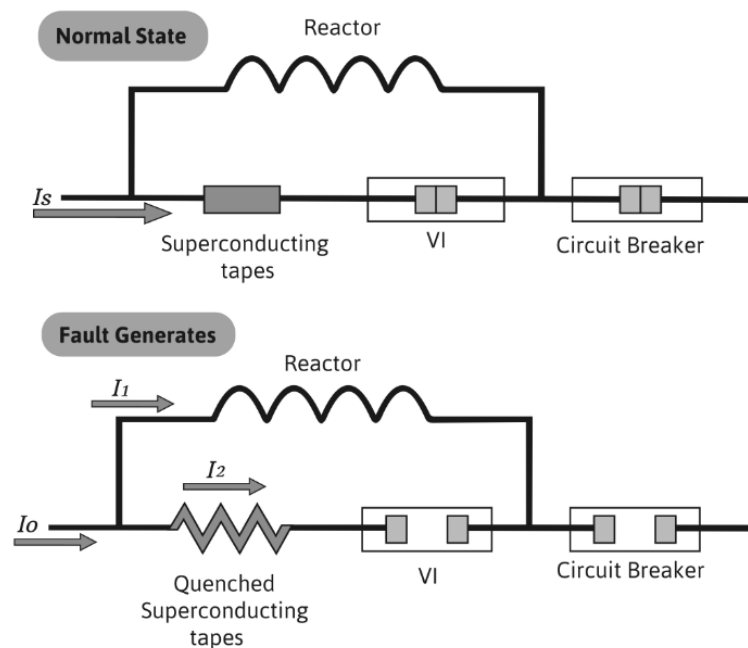 Normal State
Reactor
Is
Superconducting
tapes
VI
Circuit Breaker
Fault Generates
Reactor
I1
I2
Io
Quenched
Superconducting
tapes
VI
Circuit Breaker